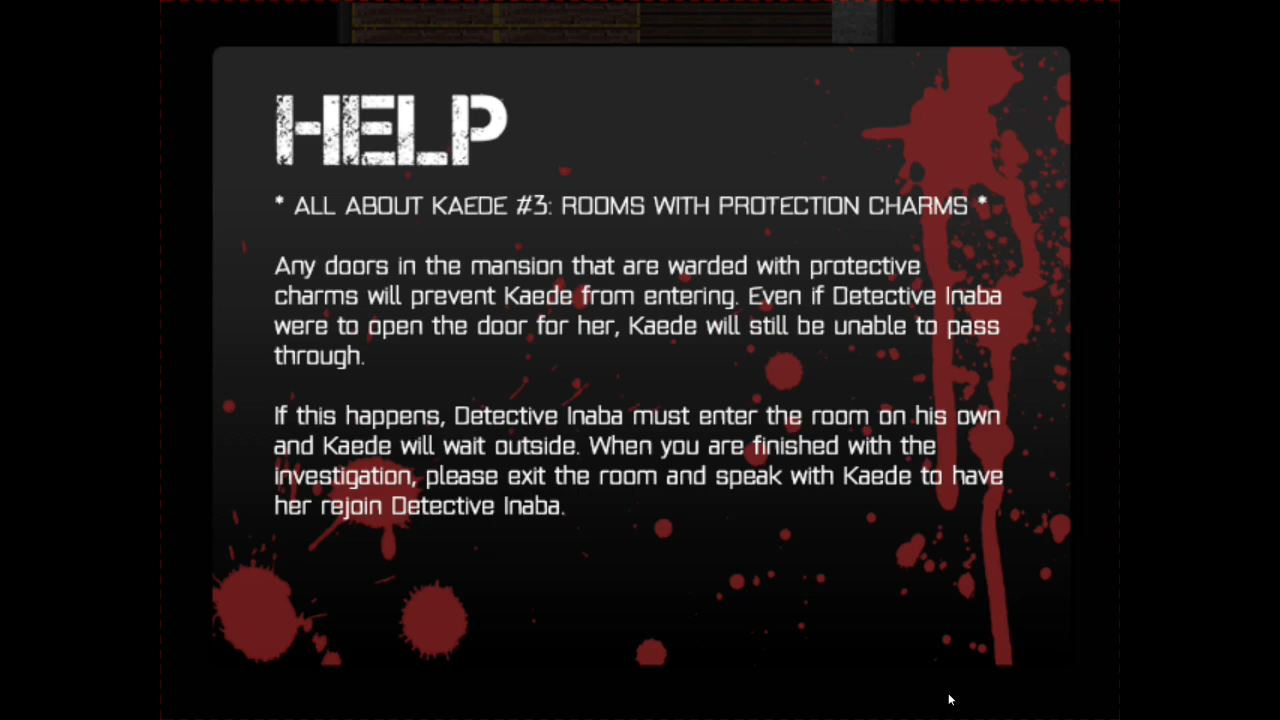 HELP
* ALL ABOUT KAEDE #3: ROOMS WITH PROTECTION CHARMS *
Any doors in the mansion that are warded with protective
charms will prevent Kaede from entering. Even if Detective Inaba
were to open the door for her, Kaede will still be unable to pass
through.
If this happens, Detective Inaba must enter the room on his own
and Kaede will wait outside. When you are finished with the
investigation, please exit the room and speak with Kaede to have
her rejoin Detective Inaba.